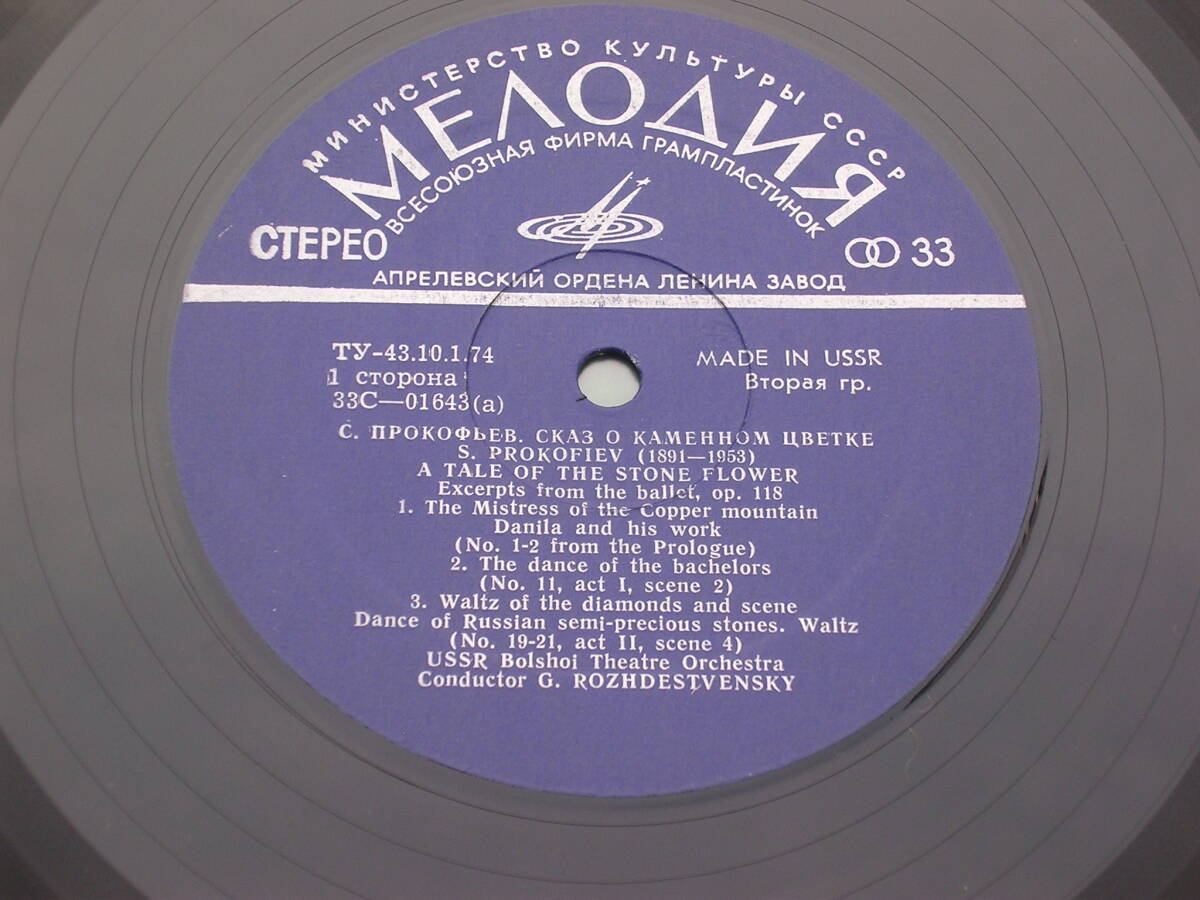 МИНИСТЕРСТВО КУЛЬТУРЫ СССР
МЕЛОДИЯ
ВСЕСОЮЗНАЯ ФИРМА ГРАМПЛАСТИНОК
СТЕРЕО
33
АПРЕЛЕВСКИЙ ОРДЕНА ЛЕНИНА ЗАВОД
ТУ-43.10.1.74
MADE IN USSR
1 сторона
Вторая гр.
33С—01643(а)
С. ПРОКОФЬЕВ. СКАЗ О КАМЕННОМ ЦВЕТКЕ
S. PROKOFIEV (1891—1953)
A TALE OF THE STONE FLOWER
Excerpts from the ballet, op. 118
1. The Mistress of the Copper mountain
Danila and his work
(No. 1-2 from the Prologue)
2. The dance of the bachelors
(No. 11, act I, scene 2)
3. Waltz of the diamonds and scene
Dance of Russian semi-precious stones. Waltz
(No. 19-21, act II, scene 4)
USSR Bolshoi Theatre Orchestra
Conductor G. ROZHDESTVENSKY